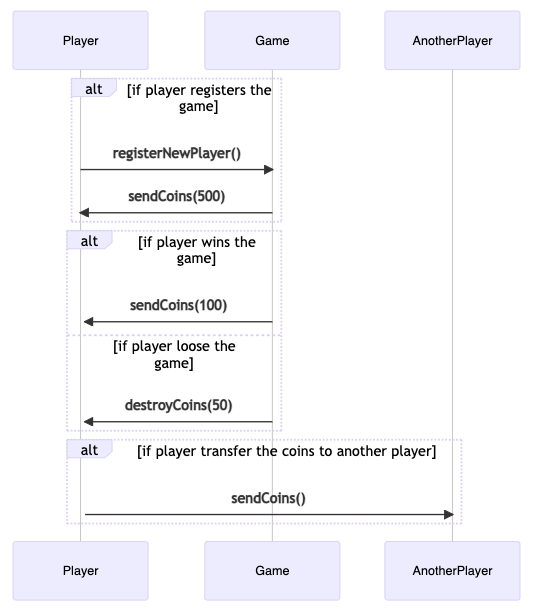 Player
Game
AnotherPlayer
alt
[if player registers the
game]
registerNewPlayer()
sendCoins(500)
alt
[if player wins the
game]
sendCoins(100)
[if player loose the
game]
destroyCoins(50)
alt
[if player transfer the coins to another player]
sendCoins()
Player
Game
AnotherPlayer